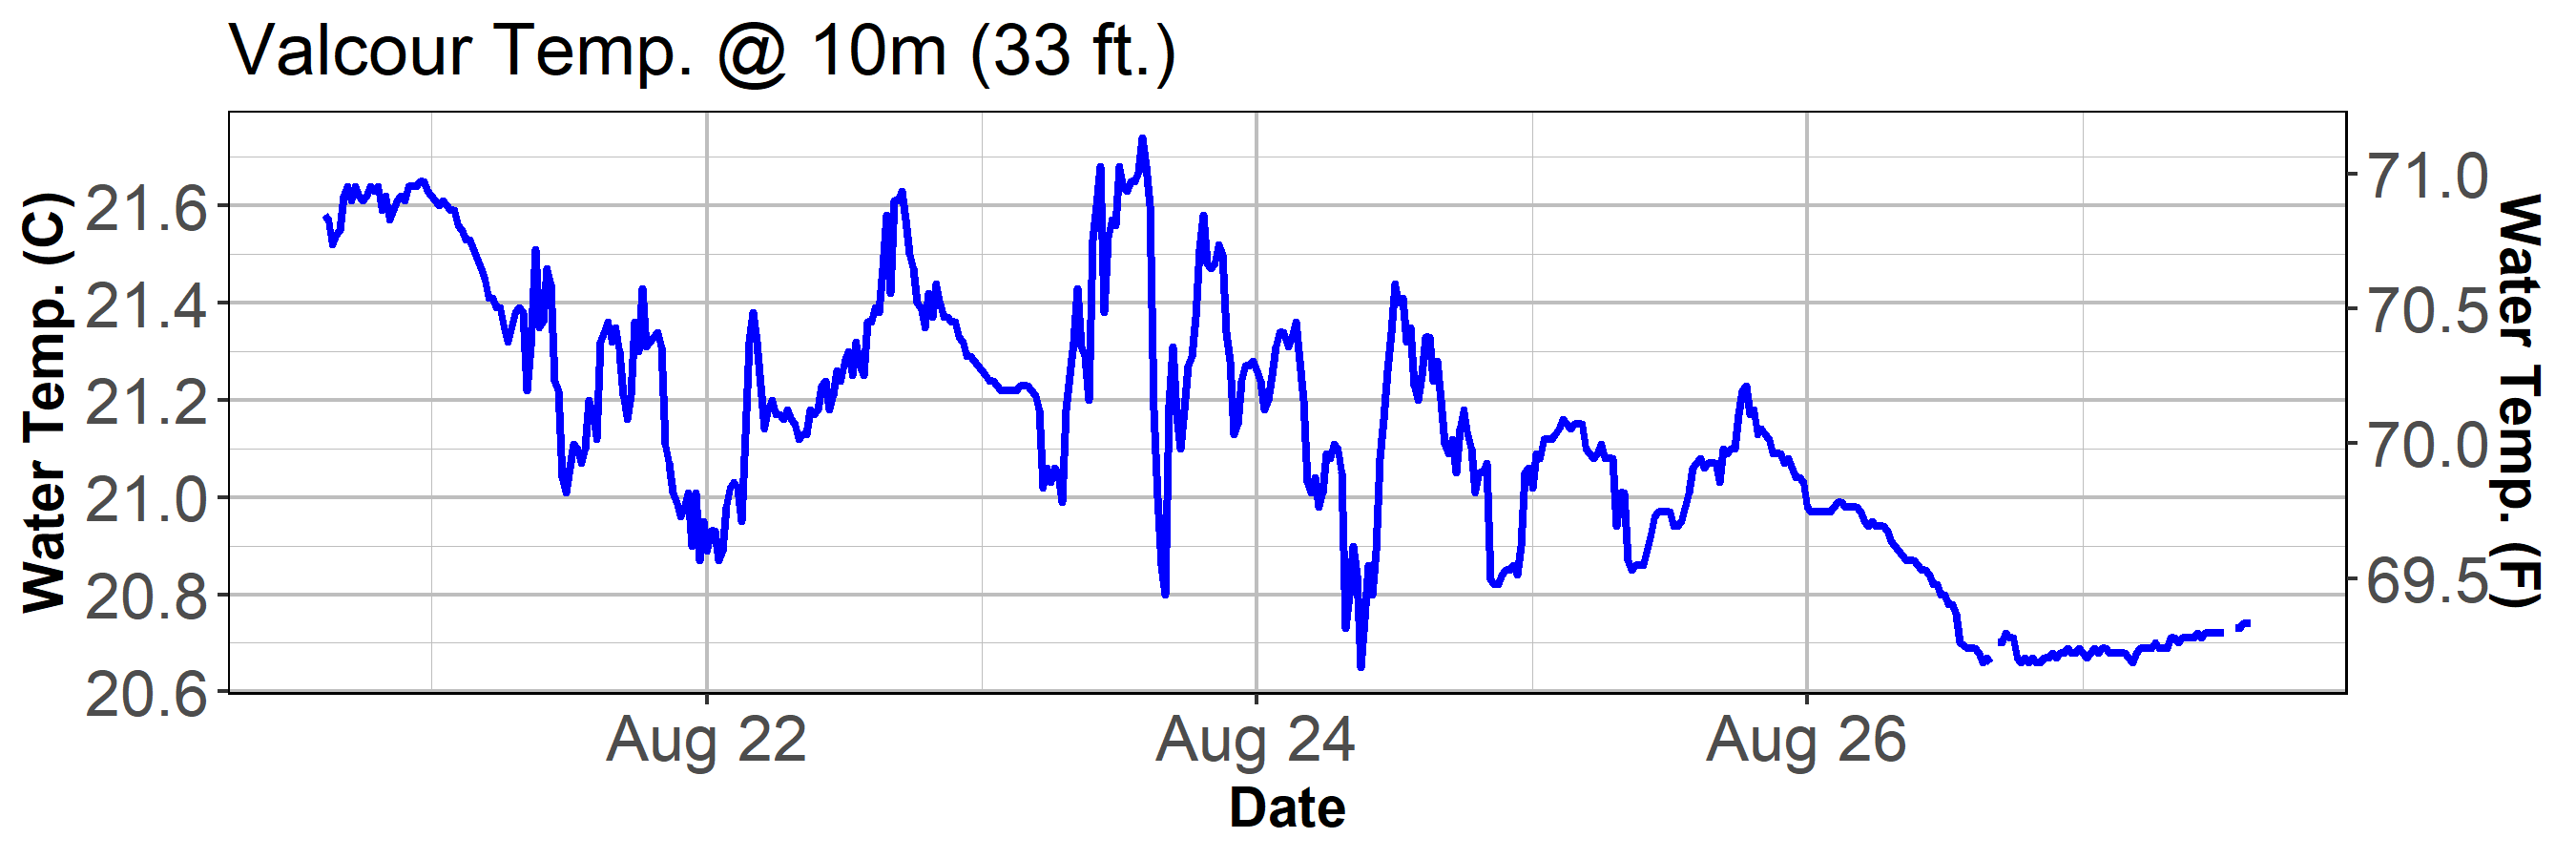 Valcour Temp. @ 10m (33 ft.)
Water Temp. (C)
21.6
21.4
21.2
21.0
20.8
20.6
71.0
70.5
70.0
69.5
Water Temp. (F)
Aug 22 Aug 24 Aug 26
Date